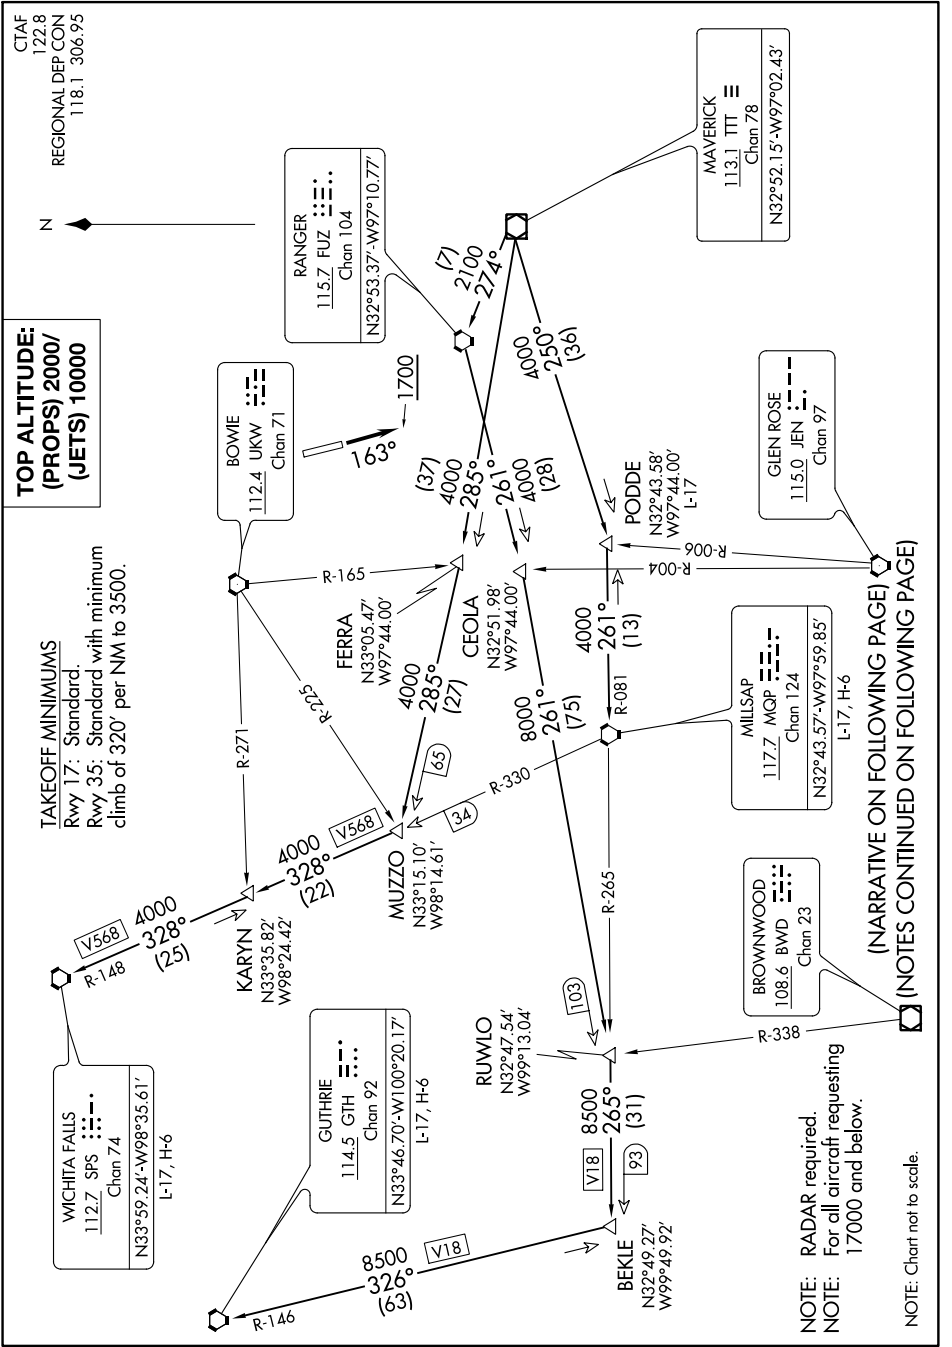 CTAF
122.8
REGIONAL DEP CON
118.1 306.95
N
TOP ALTITUDE:
(PROPS) 2000/
(JETS) 10000
TAKEOFF MINIMUMS
Rwy 17: Standard.
Rwy 35: Standard with minimum
climb of 320' per NM to 3500.
WICHITA FALLS
112.7 SPS
Chan 74
N33°59.24'-W98°35.61'
L-17, H-6
V568
4000
328°
(25)
R-148
KARYN
N33°35.82'
W98°24.42'
R-271
4000
328°
(22)
V568
R-225
BOWIE
112.4 UKW
Chan 71
163°
1700
R-165
RANGER
115.7 FUZ
Chan 104
N32°53.37'-W97°10.77'
(7)
2100
274°
MAVERICK
113.1 TTT
Chan 78
N32°52.15'-W97°02.43'
(37)
4000
285°
261°
4000
(28)
4000
250°
(36)
FERRA
N33°05.47'
W97°44.00'
CEOLA
N32°51.98'
W97°44.00'
PODDE
N32°43.58'
W97°44.00'
L-17
GLEN ROSE
115.0 JEN
Chan 97
R-006
R-004
4000
285°
(27)
65
MUZZO
N33°15.10'
W98°14.61'
34
R-330
8000
261°
(75)
4000
261°
(13)
R-081
MILLSAP
117.7 MQP
Chan 124
N32°43.57'-W97°59.85'
L-17, H-6
R-265
GUTHRIE
114.5 GTH
Chan 92
N33°46.70'-W100°20.17'
L-17, H-6
RUWLO
N32°47.54'
W99°13.04'
103
BROWNWOOD
108.6 BWD
Chan 23
R-338
8500
265°
(31)
V18
93
BEKLE
N32°49.27'
W99°49.92'
8500
326°
(63)
V18
R-146
(NARRATIVE ON FOLLOWING PAGE)
(NOTES CONTINUED ON FOLLOWING PAGE)
NOTE: RADAR required.
NOTE: For all aircraft requesting
17000 and below.
NOTE: Chart not to scale.